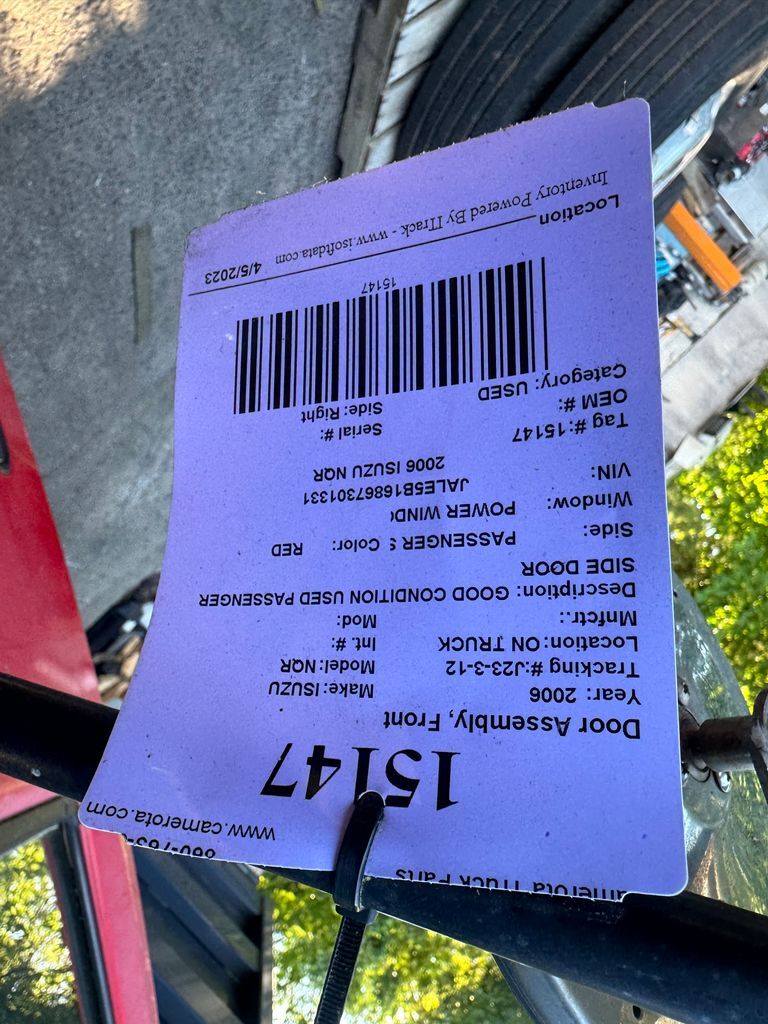 Truck Parts
www.camerota.com
15147
Door Assembly, Front
Year: 2006 Make: ISUZU
Tracking #:J23-3-12 Model: NQR
Location: ON TRUCK Int. #:
Mnfctr.: Mod:
Description: GOOD CONDITION USED PASSENGER
SIDE DOOR
Side: PASSENGER S Color: RED
Window: POWER WIND
VIN: JALE5B16867301331
2006 ISUZU NQR
Tag #:15147 Serial #:
OEM #: Side: Right
Category: USED
15147
Location 4/5/2023
Inventory Powered By ITrack - www.isoftdata.com